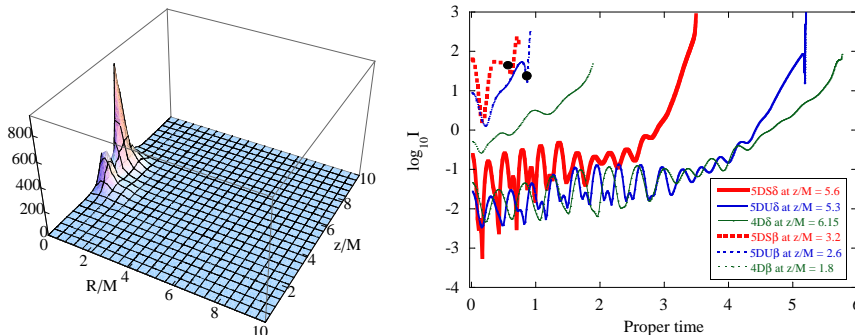 800
600
400
200
0
0
2
4
6
8
10
R/M
2
4
6
8
10
z/M
3
2
1
0
-1
-2
-3
-4
log10I
0 1 2 3 4 5 6
Proper time
5DSδ at z/M = 5.6
5DUδ at z/M = 5.3
4Dδ at z/M = 6.15
5DSβ at z/M = 3.2
5DUβ at z/M = 2.6
4Dβ at z/M = 1.8